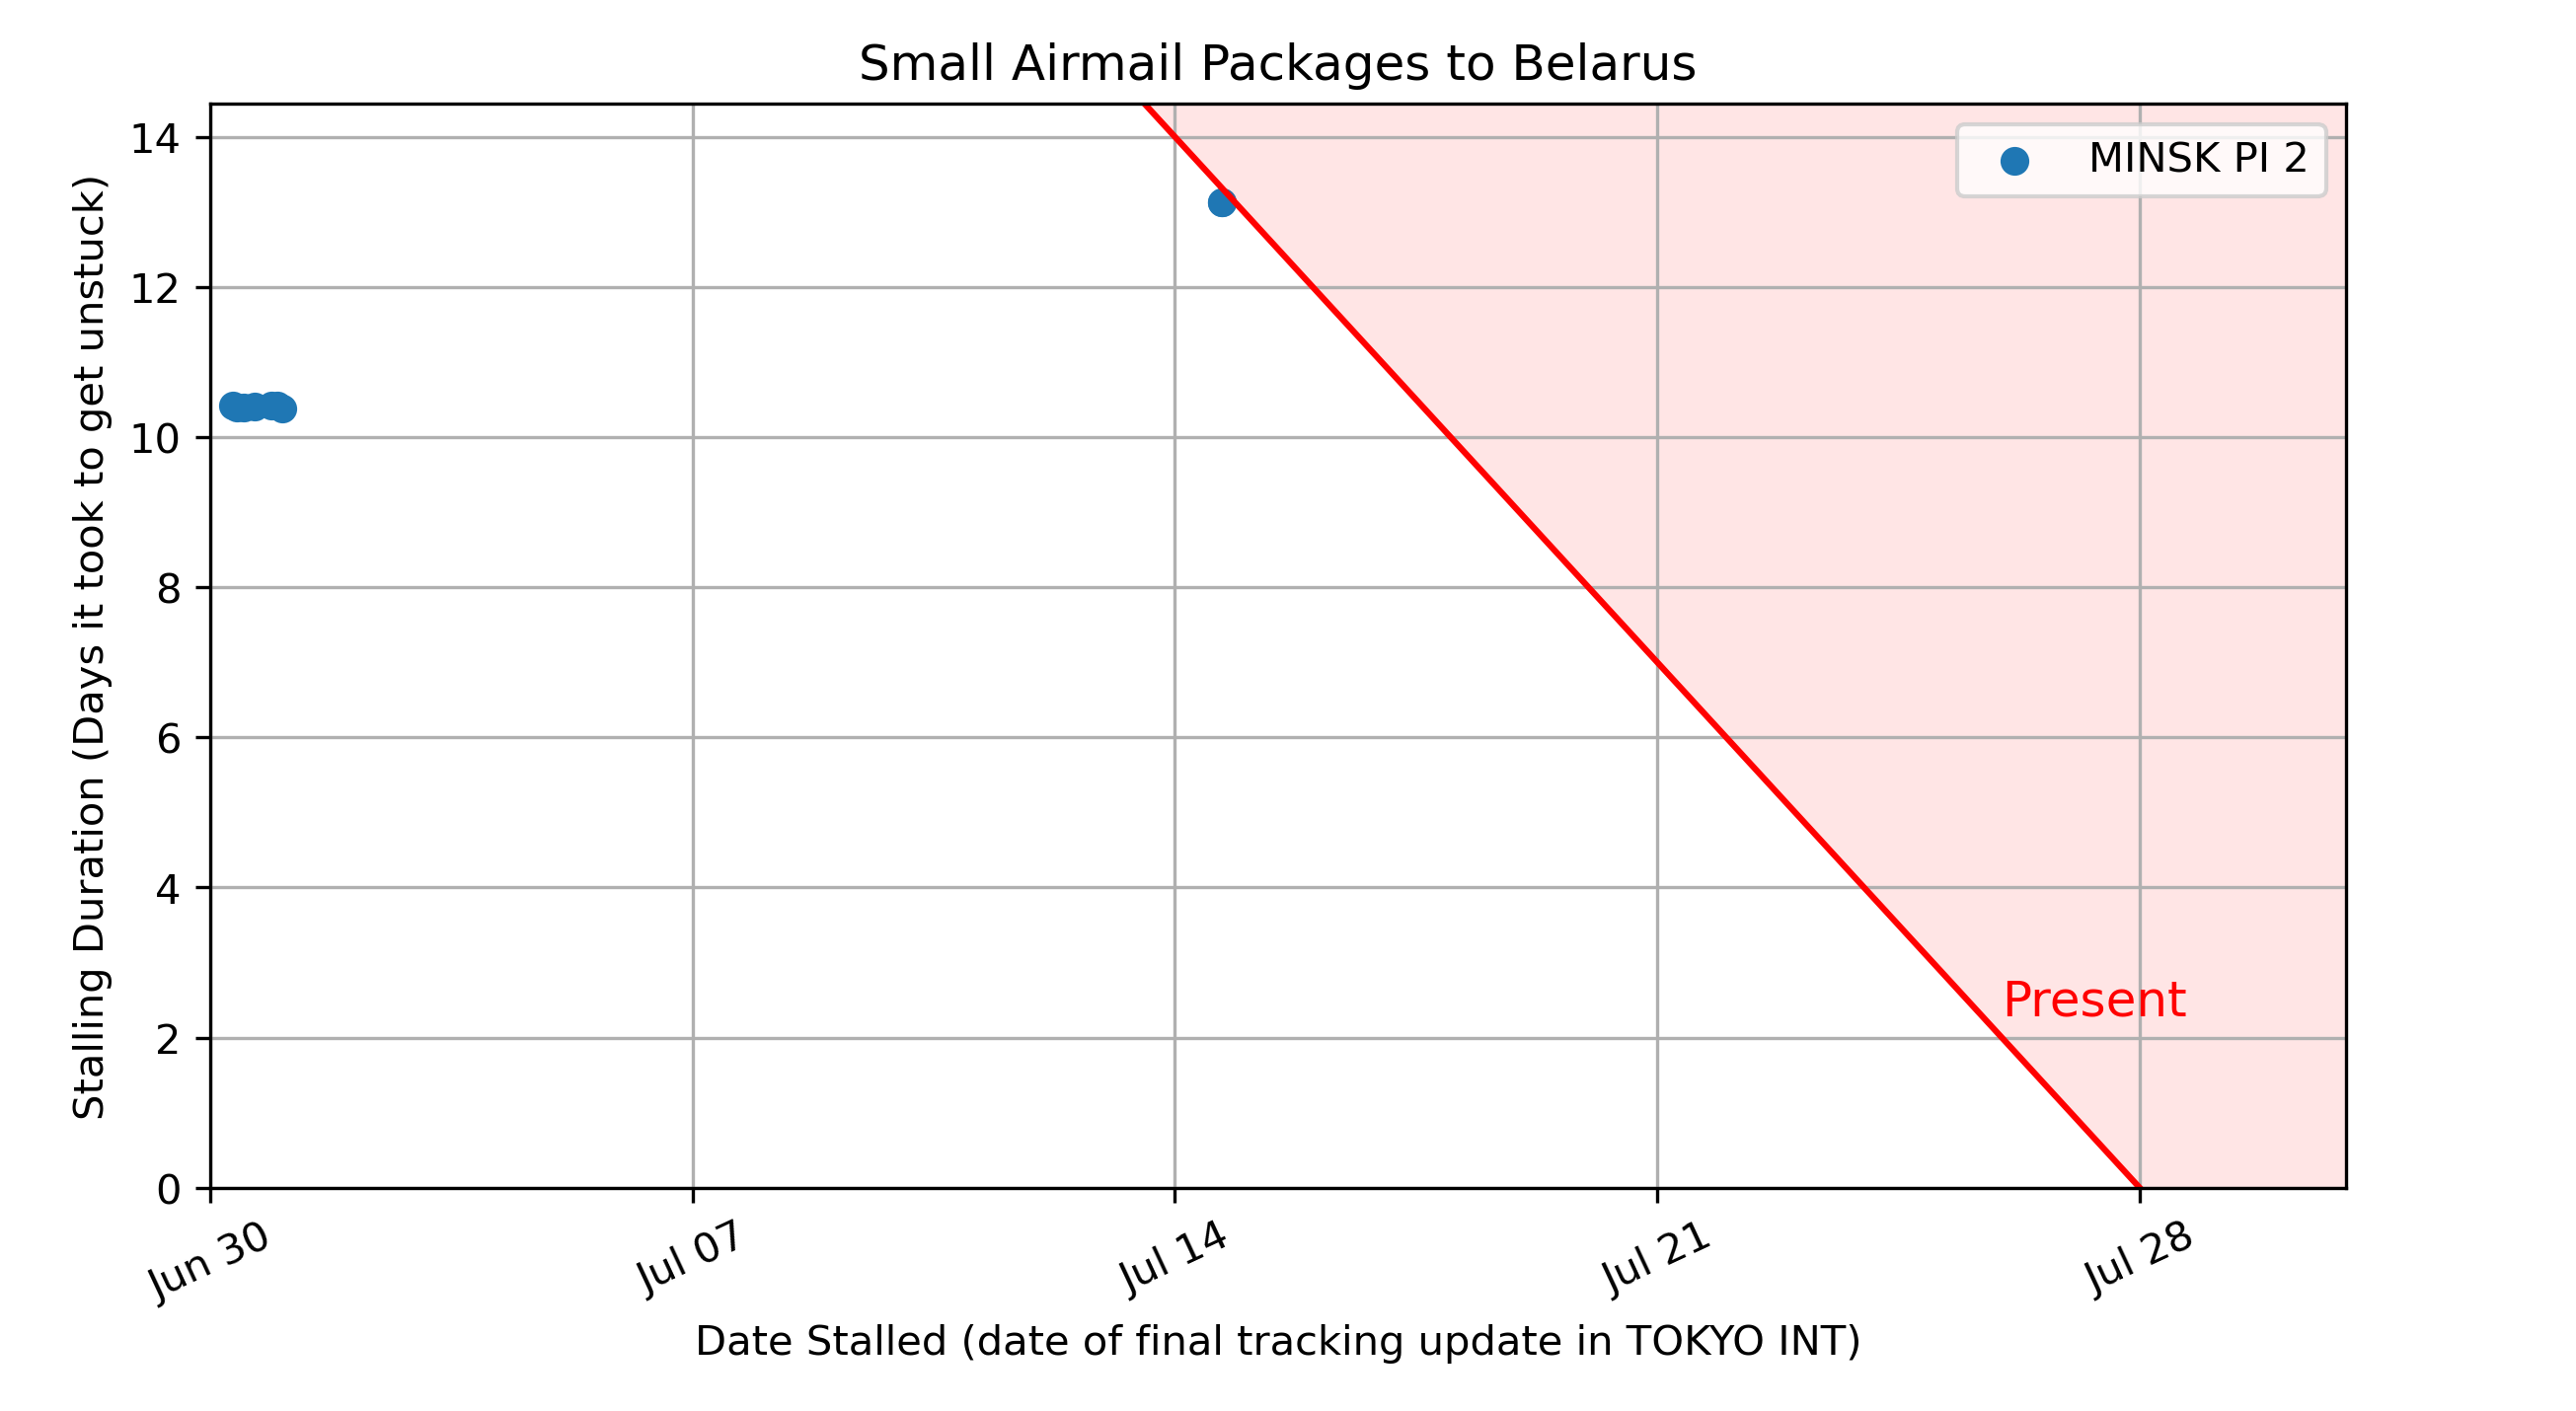 Small Airmail Packages to Belarus
MINSK PI 2
Stalling Duration (Days it took to get unstuck)
14
12
10
8
6
4
2
0
Present
Jun 30
Jul 07
Jul 14
Jul 21
Jul 28
Date Stalled (date of final tracking update in TOKYO INT)